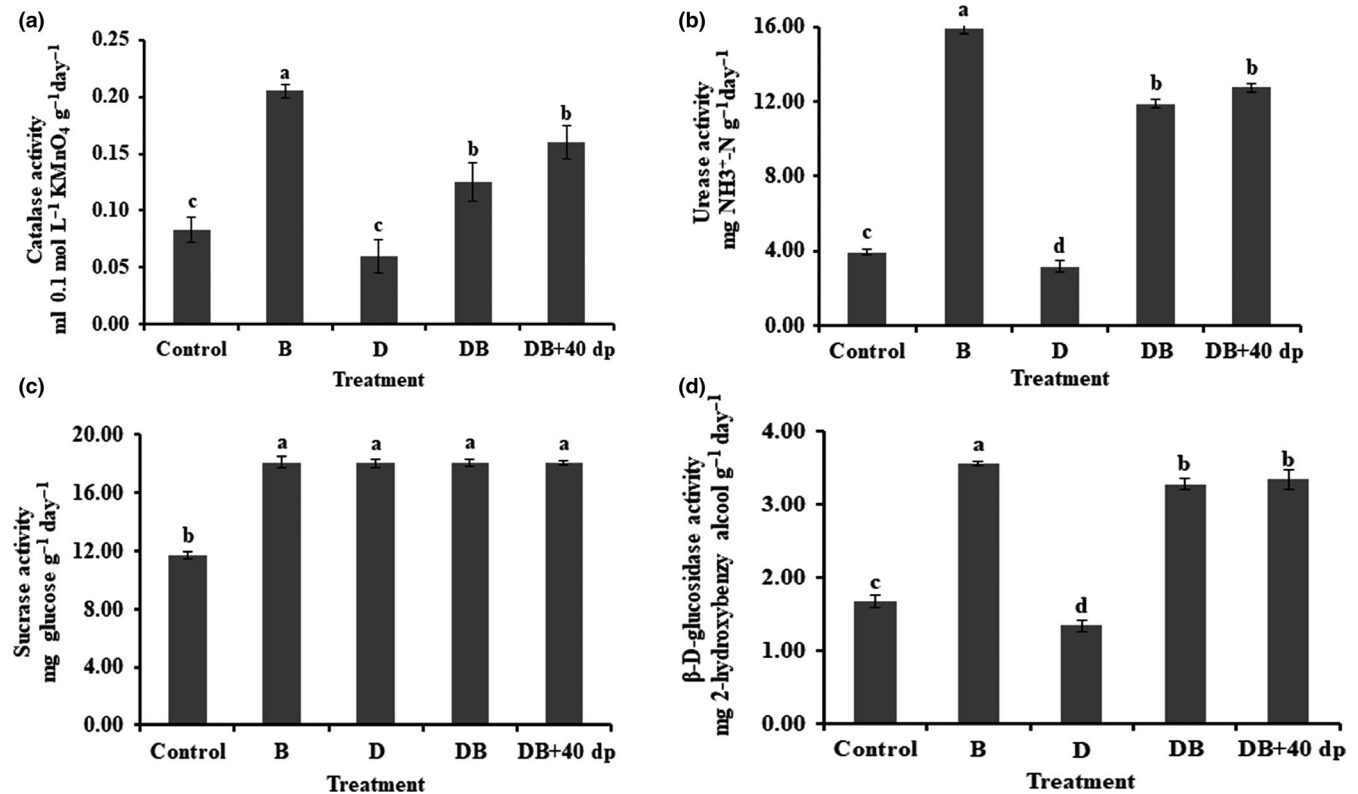 (a)
Catalase activity
ml 0.1 mol L⁻¹ KMnO₄ g⁻¹day⁻¹
0.25
0.20
0.15
0.10
0.05
0.00
c
a
c
b
b
Control B D DB DB+40 dp
Treatment
(b)
Urease activity
mg NH3⁺-N g⁻¹day⁻¹
16.00
12.00
8.00
4.00
0.00
c
a
d
b
b
Control B D DB DB+40 dp
Treatment
(c)
Sucrase activity
mg glucose g⁻¹ day⁻¹
20.00
16.00
12.00
8.00
4.00
0.00
b
a
a
a
a
Control B D DB DB+40 dp
Treatment
(d)
β-D-glucosidase activity
mg 2-hydroxybenzy alcool g⁻¹ day⁻¹
4.00
3.00
2.00
1.00
0.00
c
a
d
b
b
Control B D DB DB+40 dp
Treatment